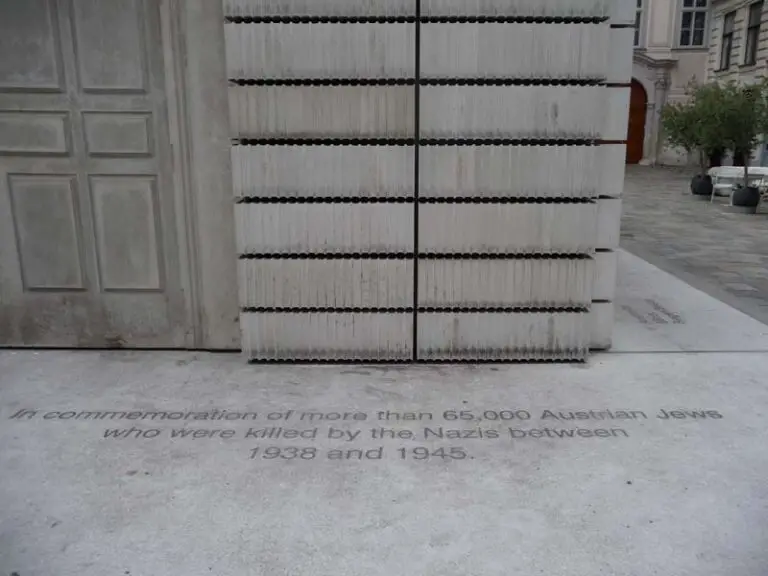 In commemoration of more than 65,000 Austrian Jews
who were killed by the Nazis between
1938 and 1945.